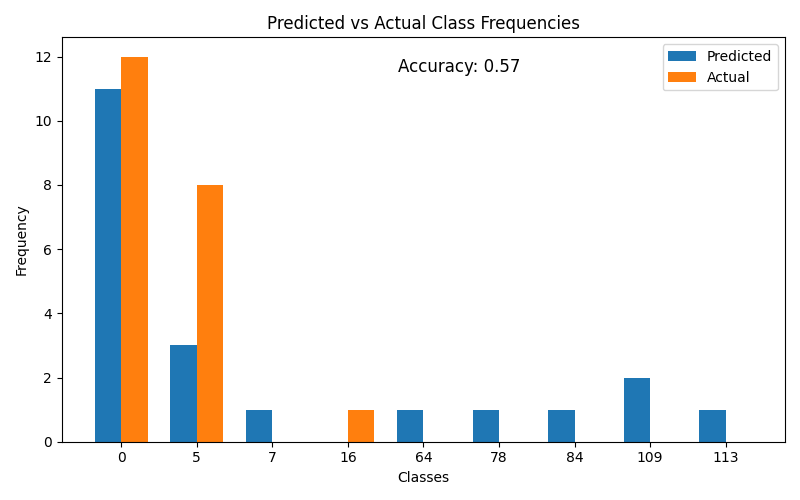 Predicted vs Actual Class Frequencies
Accuracy: 0.57
Predicted
Actual
Frequency
12
10
8
6
4
2
0
0 5 7 16 64 78 84 109 113
Classes